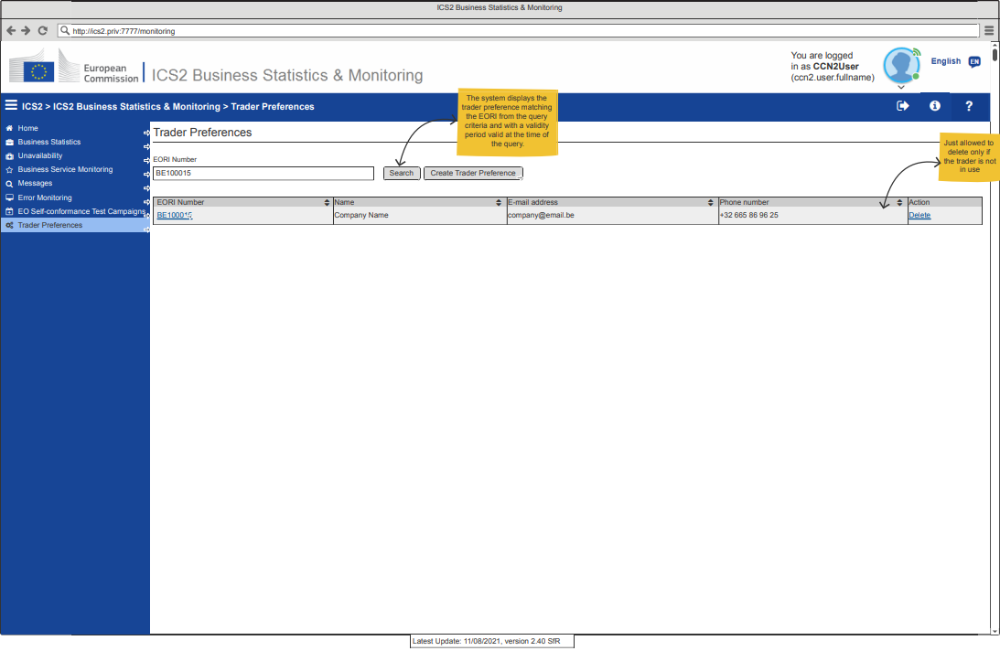 ICS2 Business Statistics & Monitoring
http://ics2.priv:7777/monitoring
European
Commission
ICS2 Business Statistics & Monitoring
You are logged
in as CCN2User
(ccn2.user.fullname)
English
EN
ICS2 > ICS2 Business Statistics & Monitoring > Trader Preferences
?
Home
Business Statistics
Unavailability
Business Service Monitoring
Messages
Error Monitoring
EO Self-conformance Test Campaigns
Trader Preferences
The system displays the
trader preference matching
the EORI from the query
criteria and with a validity
period valid at the time of
the query.
Trader Preferences
Just allowed to
delete only if
the trader is not
in use
EORI Number
BE100015
Search
Create Trader Preference
EORI Number
Name
E-mail address
Phone number
Action
BE100015
Company Name
company@email.be
+32 665 86 96 25
Delete
Latest Update: 11/08/2021, version 2.40 SfR